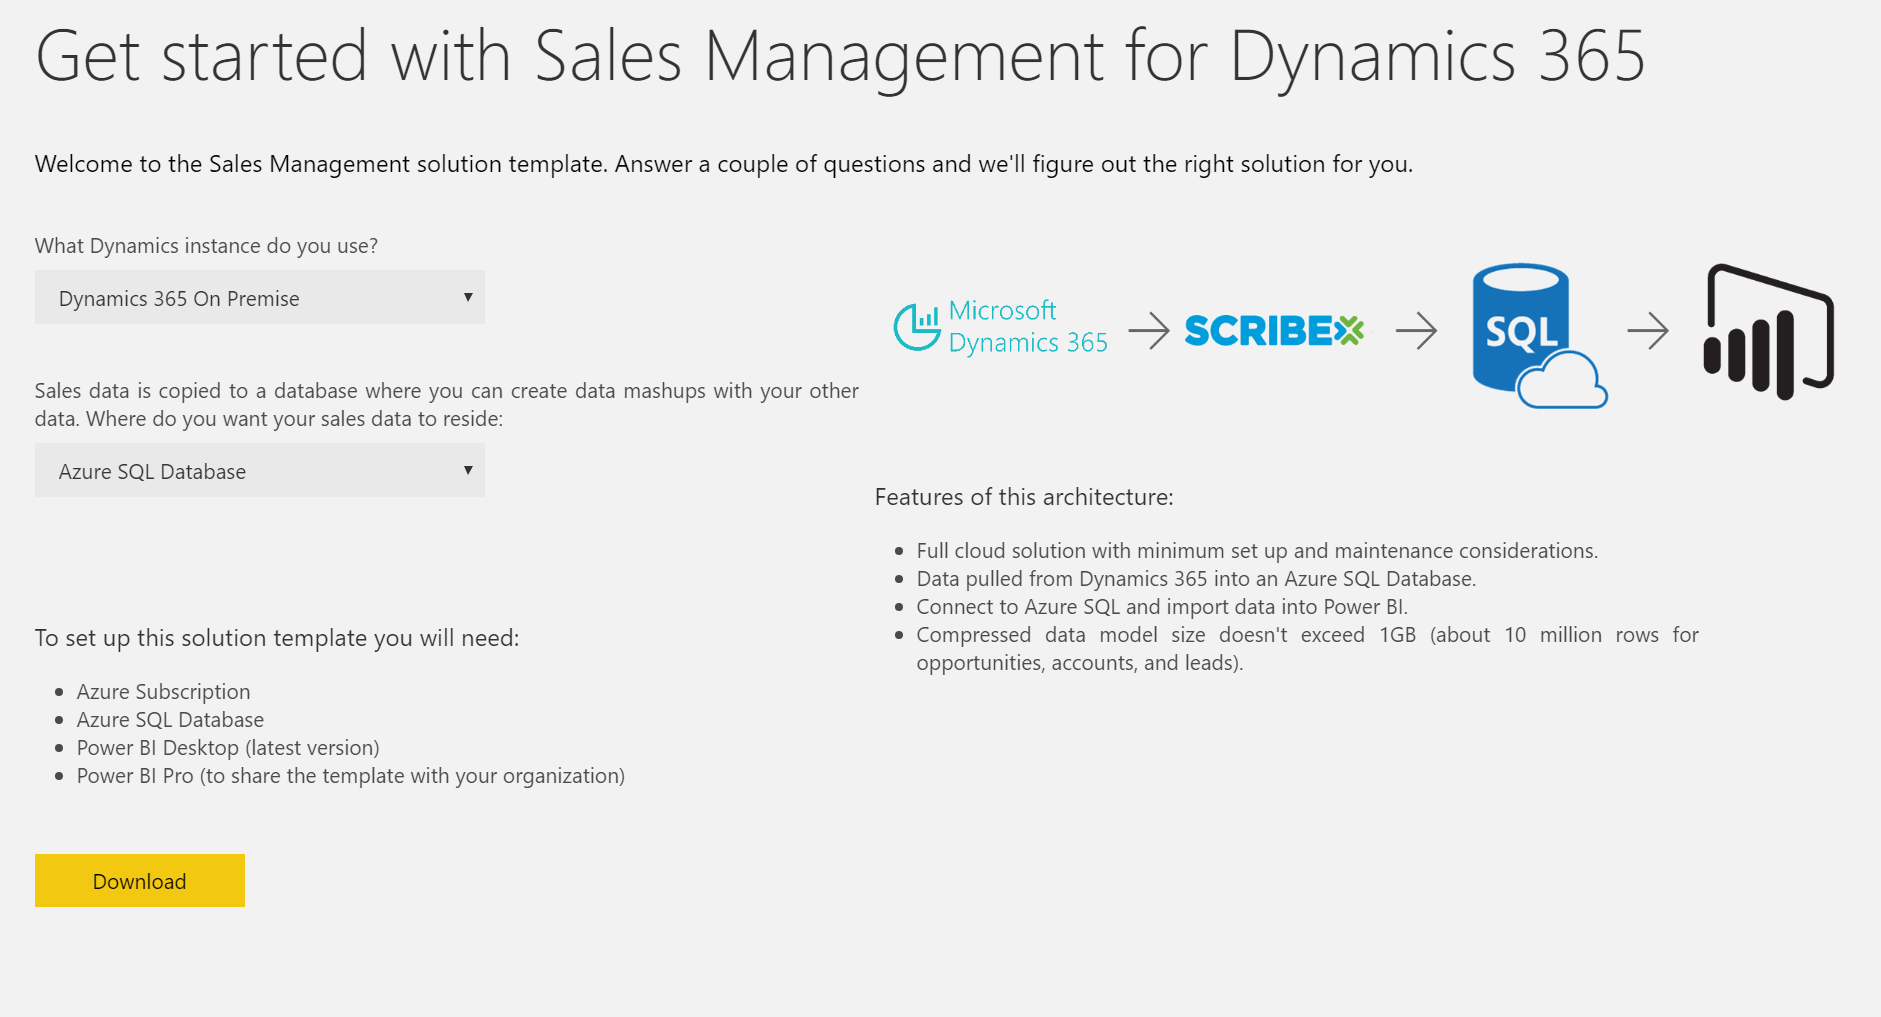 Get started with Sales Management for Dynamics 365
Welcome to the Sales Management solution template. Answer a couple of questions and we'll figure out the right solution for you.
What Dynamics instance do you use?
Dynamics 365 On Premise
Sales data is copied to a database where you can create data mashups with your other
data. Where do you want your sales data to reside:
Azure SQL Database
To set up this solution template you will need:
Azure Subscription
Azure SQL Database
Power BI Desktop (latest version)
Power BI Pro (to share the template with your organization)
Download
Microsoft
Dynamics 365
SCRIBE
SQL
Features of this architecture:
Full cloud solution with minimum set up and maintenance considerations.
Data pulled from Dynamics 365 into an Azure SQL Database.
Connect to Azure SQL and import data into Power BI.
Compressed data model size doesn't exceed 1GB (about 10 million rows for
opportunities, accounts, and leads).